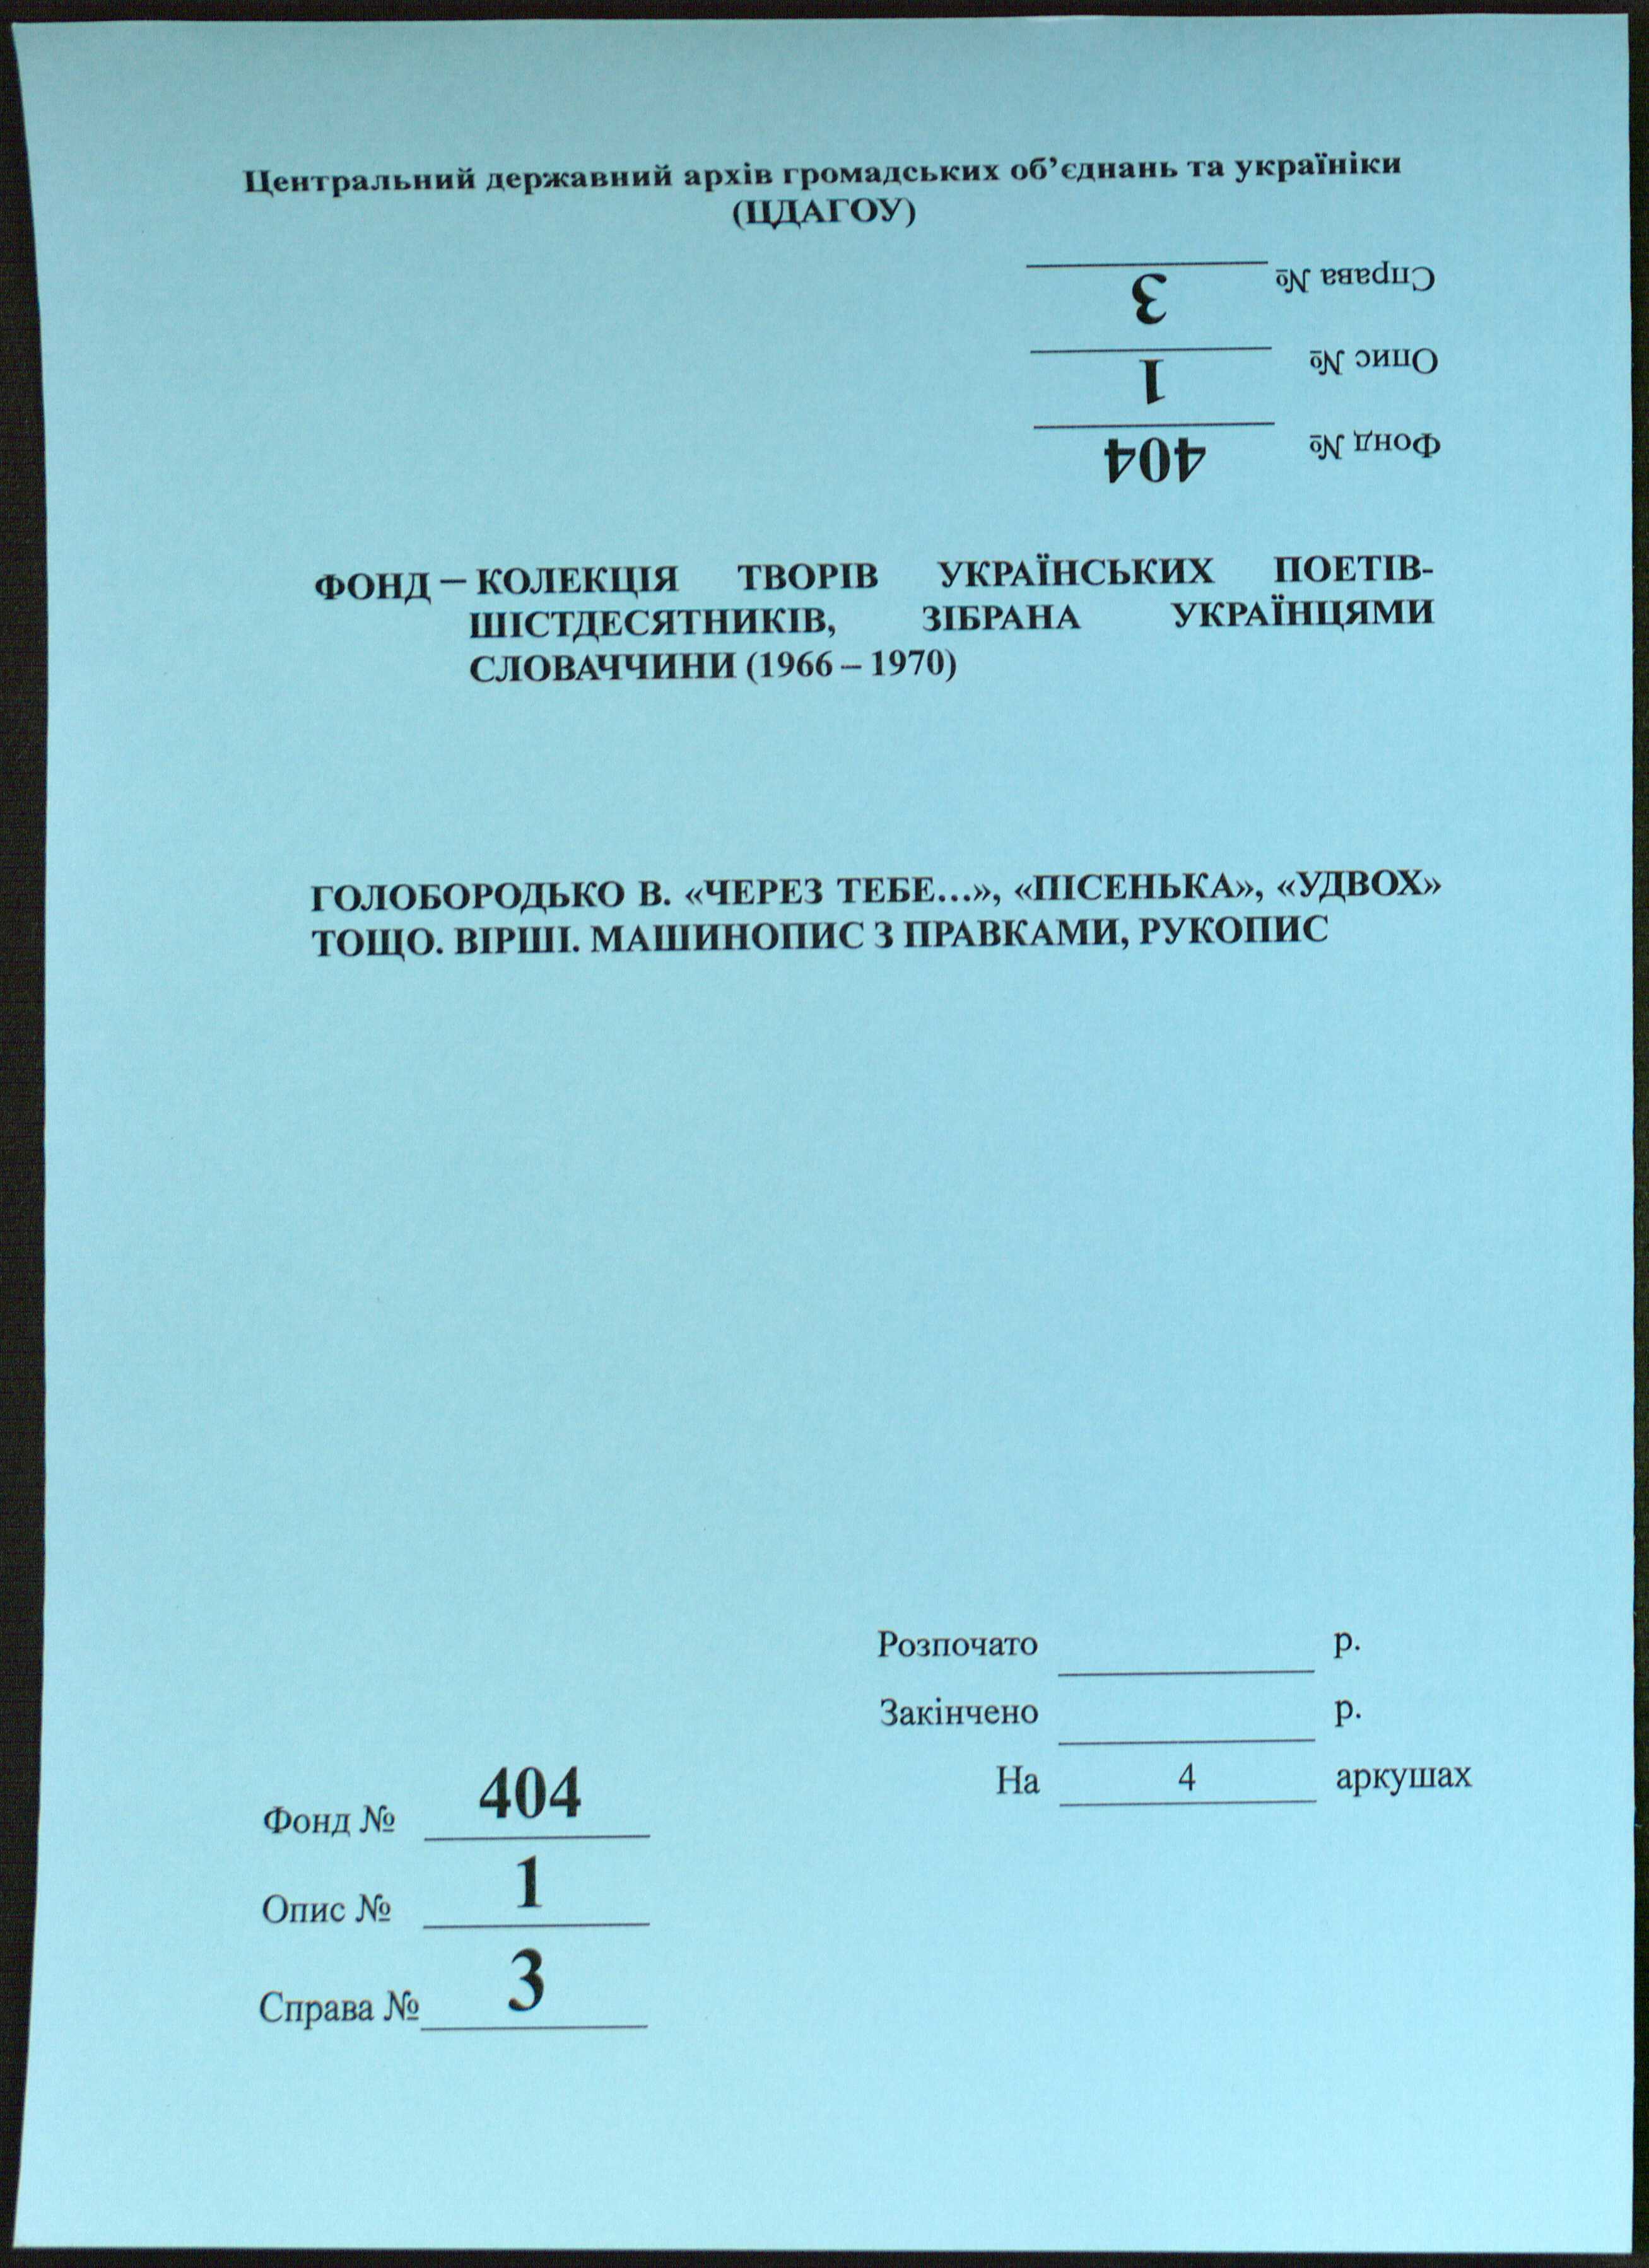 Центральний державний архів громадських об’єднань та україніки
(ЦДАГОУ)
Справа № 3
Опис № 1
Фонд № 404
ФОНД – КОЛЕКЦІЯ ТВОРІВ УКРАЇНСЬКИХ ПОЕТІВ-
ШІСТДЕСЯТНИКІВ, ЗІБРАНА УКРАЇНЦЯМИ
СЛОВАЧЧИНИ (1966 – 1970)
ГОЛОБОРОДЬКО В. «ЧЕРЕЗ ТЕБЕ...», «ПІСЕНЬКА», «УДВОХ»
ТОЩО. ВІРШІ. МАШИНОПИС З ПРАВКАМИ, РУКОПИС
Розпочато р.
Закінчено р.
На 4 аркушах
Фонд № 404
Опис № 1
Справа № 3